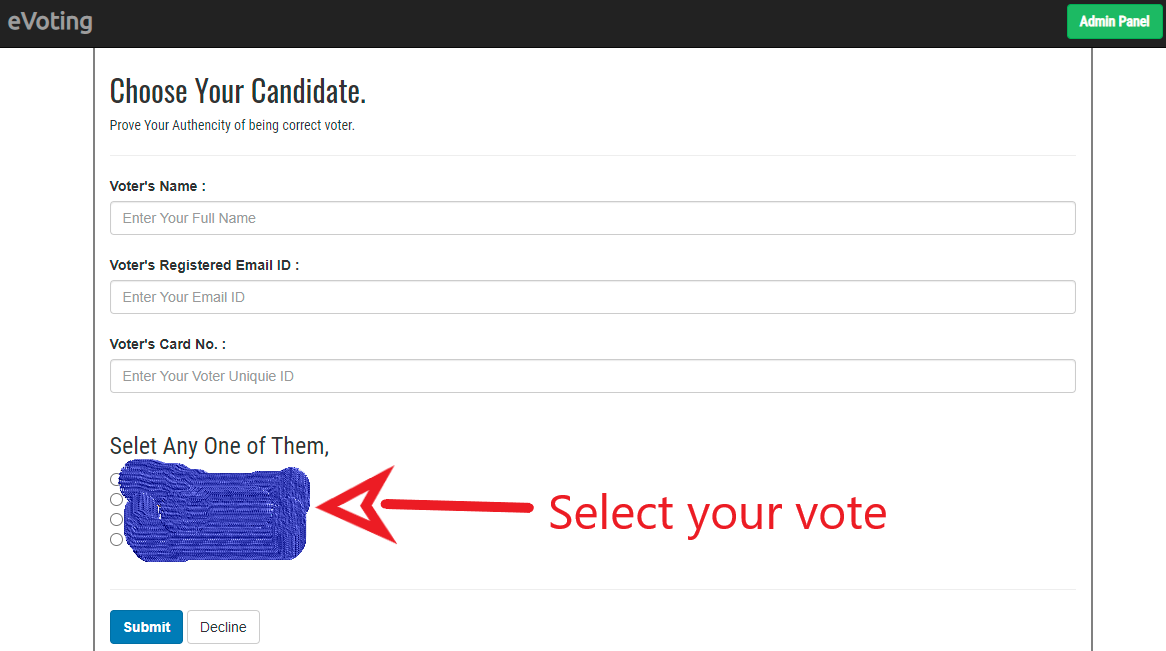 eVoting
Admin Panel
Choose Your Candidate.
Prove Your Authencity of being correct voter.
Voter's Name :
Enter Your Full Name
Voter's Registered Email ID :
Enter Your Email ID
Voter's Card No. :
Enter Your Voter Uniquie ID
Selet Any One of Them,
Select your vote
Submit
Decline